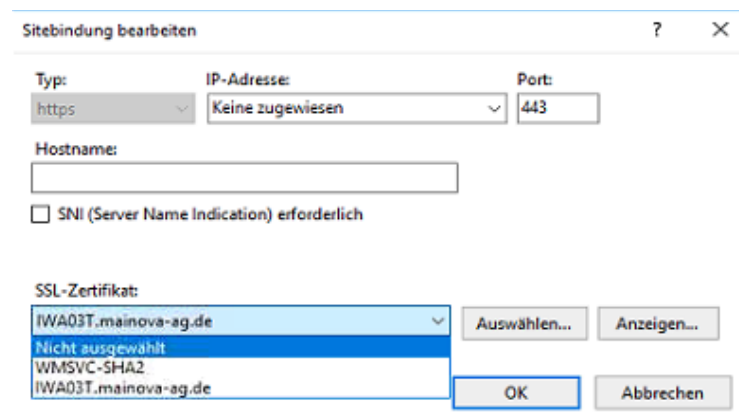 Sitebindung bearbeiten ? ×
Typ: IP-Adresse: Port:
https Keine zugewiesen 443
Hostname:
SNI (Server Name Indication) erforderlich
SSL-Zertifikat:
IWA03T.mainova-ag.de Auswählen... Anzeigen...
Nicht ausgewählt
WMSVC-SHA2
IWA03T.mainova-ag.de
OK Abbrechen